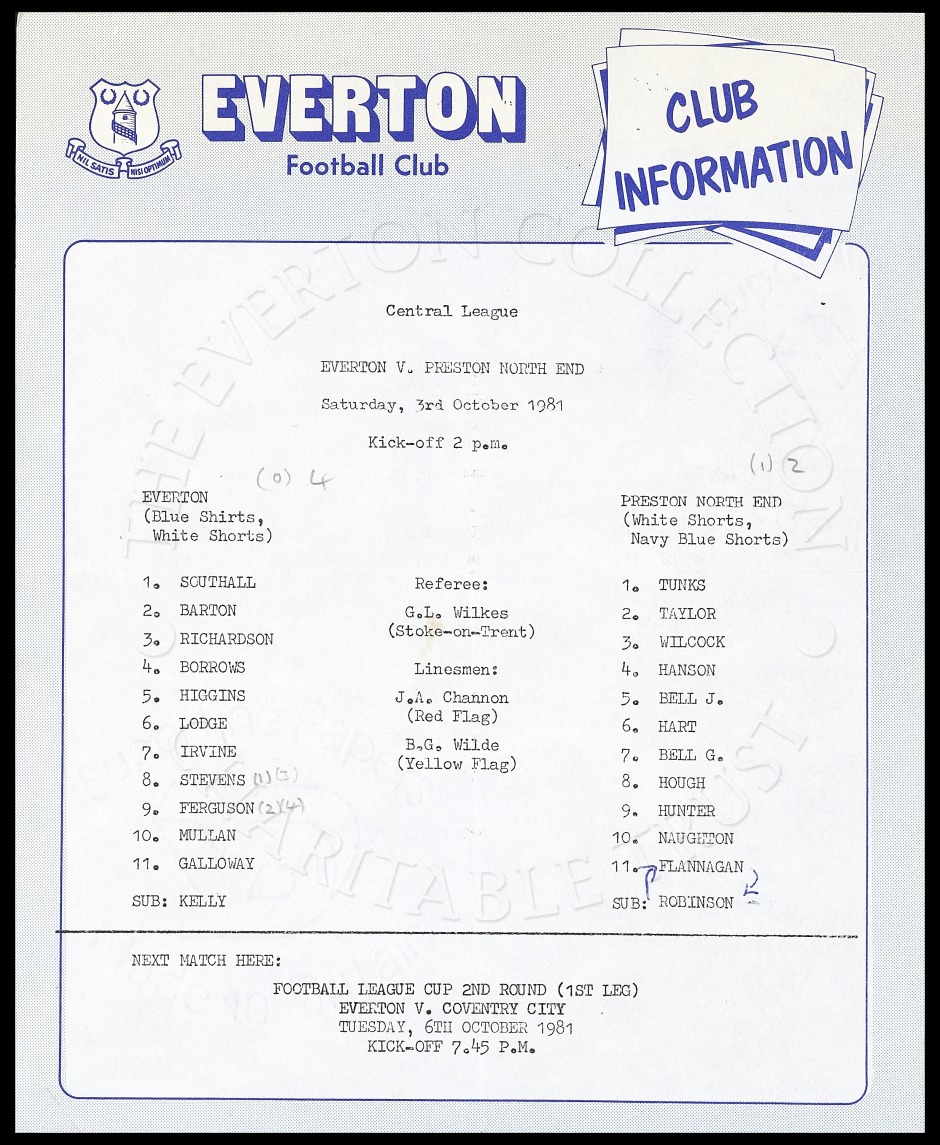 EVERTON
Football Club
NIL SATIS NISI OPTIMUM
CLUB
INFORMATION
THE EVERTON COLLECTION
CHARITABLE TRUST
Central League
EVERTON V. PRESTON NORTH END
Saturday, 3rd October 1981
Kick-off 2 p.m.
(0) 4
(1) 2
EVERTON
(Blue Shirts,
White Shorts)
1. SOUTHALL
2. BARTON
3. RICHARDSON
4. BORROWS
5. HIGGINS
6. LODGE
7. IRVINE
8. STEVENS (1)(3)
9. FERGUSON (2)(4)
10. MULLAN
11. GALLOWAY
SUB: KELLY
Referee:
G.L. Wilkes
(Stoke-on-Trent)
Linesmen:
J.A. Channon
(Red Flag)
B.G. Wilde
(Yellow Flag)
PRESTON NORTH END
(White Shorts,
Navy Blue Shorts)
1. TUNKS
2. TAYLOR
3. WILCOCK
4. HANSON
5. BELL J.
6. HART
7. BELL G.
8. HOUGH
9. HUNTER
10. NAUGHTON
11. FLANNAGAN
SUB: ROBINSON
NEXT MATCH HERE:
FOOTBALL LEAGUE CUP 2ND ROUND (1ST LEG)
EVERTON V. COVENTRY CITY
TUESDAY, 6TH OCTOBER 1981
KICK-OFF 7.45 P.M.